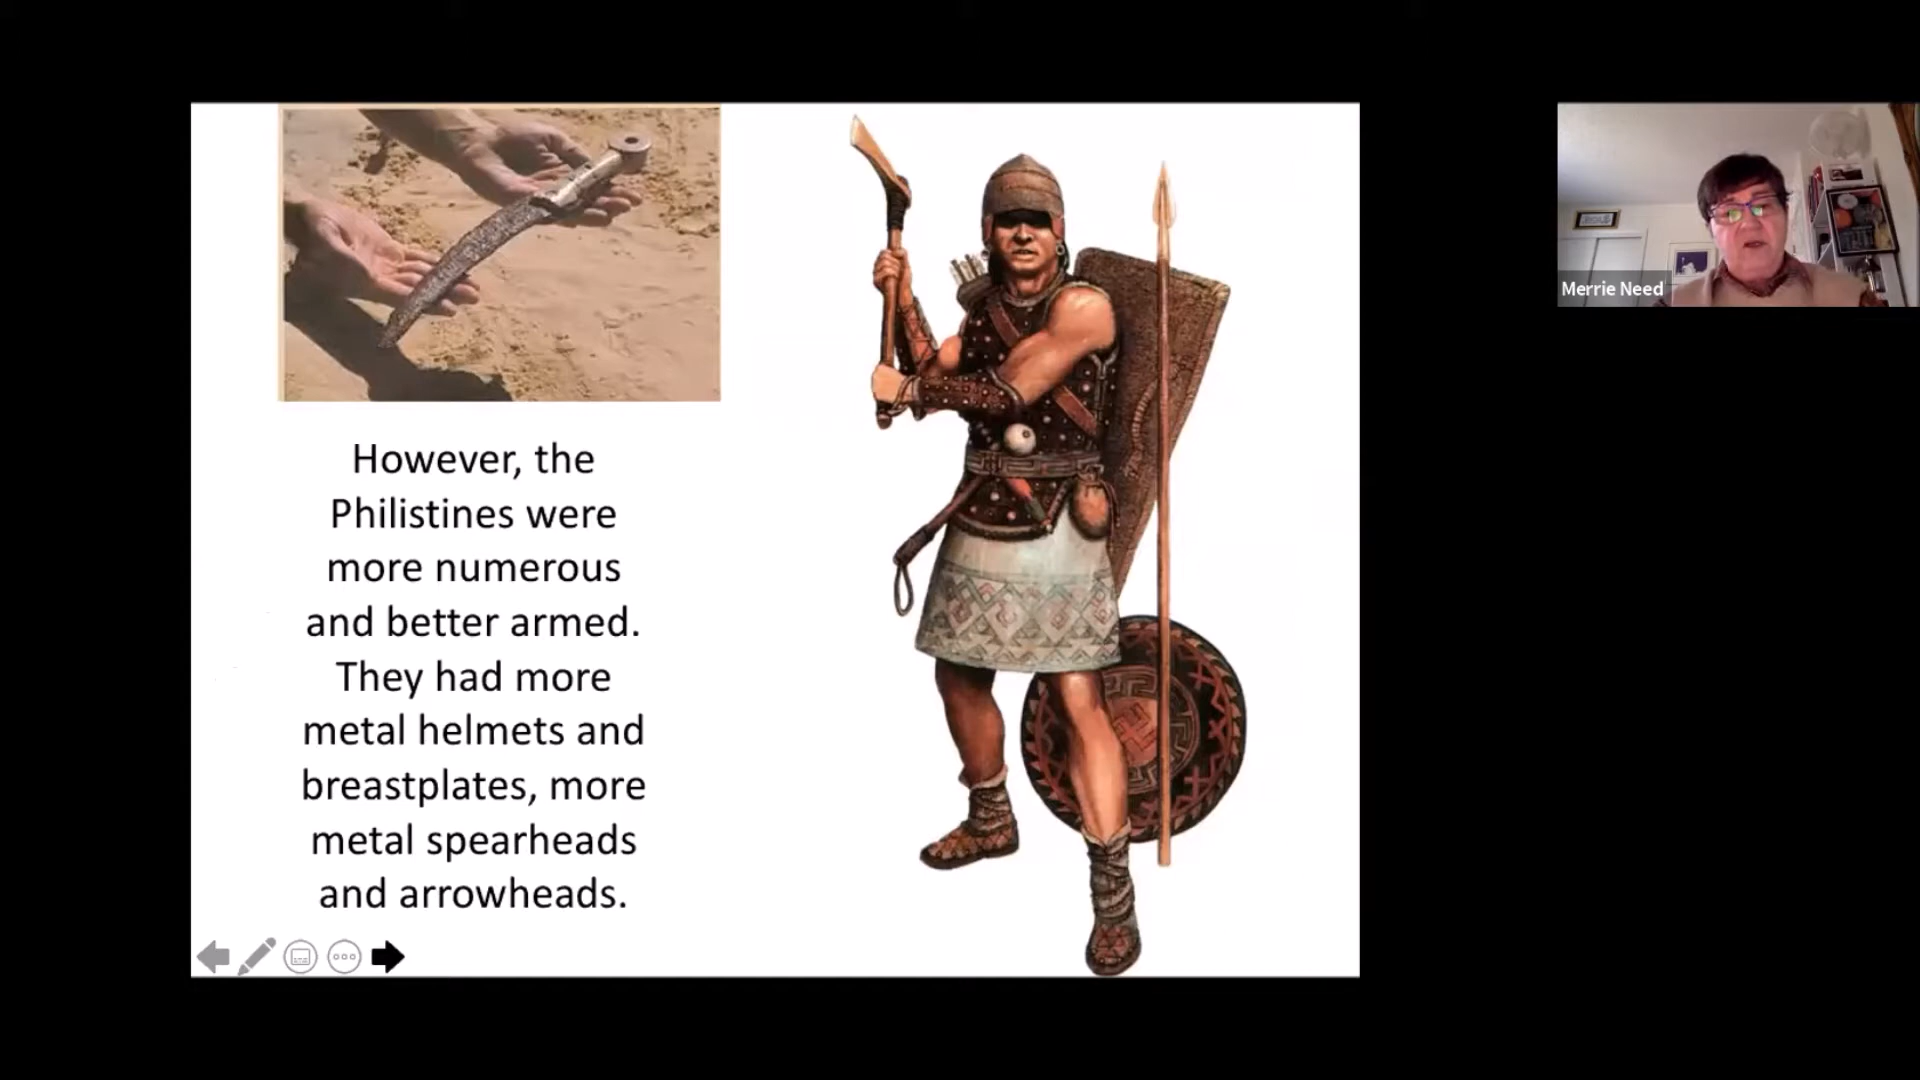 However, the
Philistines were
more numerous
and better armed.
They had more
metal helmets and
breastplates, more
metal spearheads
and arrowheads.
Merrie Need